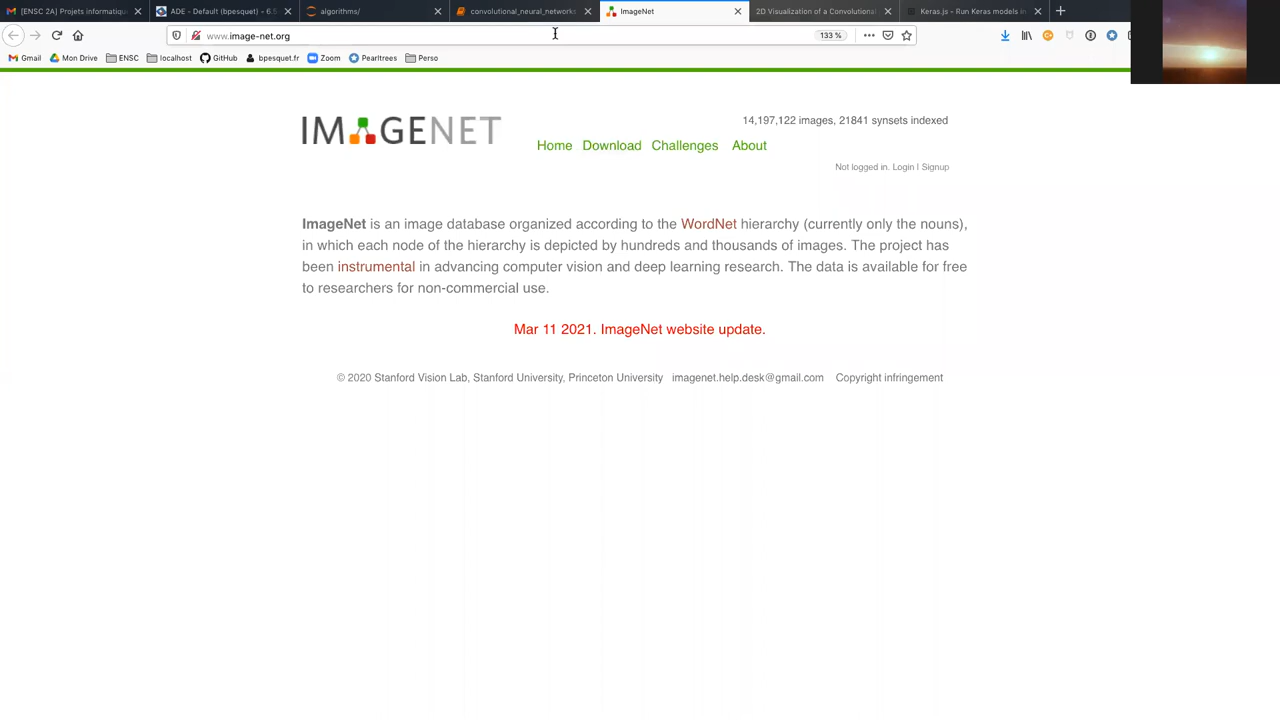 [ENSC 2A] Projets informatiqu
ADE - Default (bpesquet) - 6.5
algorithms/
convolutional_neural_networks
ImageNet
2D Visualization of a Convolutional
Keras.js - Run Keras models in
www.image-net.org
133 %
Gmail
Mon Drive
ENSC
localhost
GitHub
bpesquet.fr
Zoom
Pearltrees
Perso
IMAGENET
14,197,122 images, 21841 synsets indexed
Home Download Challenges About
Not logged in. Login | Signup
ImageNet is an image database organized according to the WordNet hierarchy (currently only the nouns),
in which each node of the hierarchy is depicted by hundreds and thousands of images. The project has
been instrumental in advancing computer vision and deep learning research. The data is available for free
to researchers for non-commercial use.
Mar 11 2021. ImageNet website update.
© 2020 Stanford Vision Lab, Stanford University, Princeton University imagenet.help.desk@gmail.com Copyright infringement